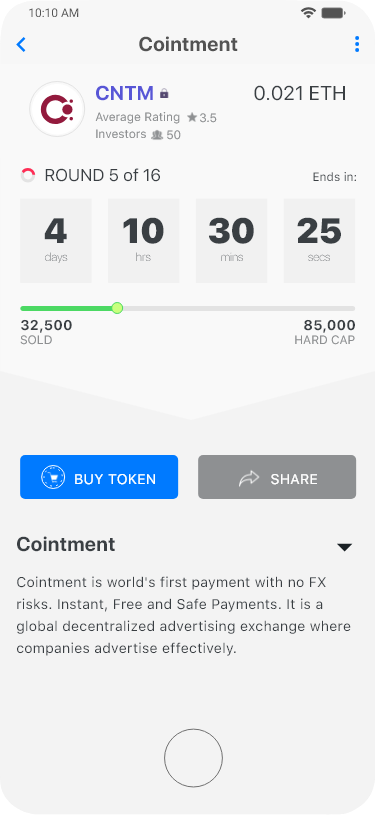 10:10 AM
Cointment
CNTM 0.021 ETH
Average Rating 3.5
Investors 50
ROUND 5 of 16 Ends in:
4 10 30 25
days hrs mins secs
32,500 85,000
SOLD HARD CAP
BUY TOKEN SHARE
Cointment
Cointment is world's first payment with no FX
risks. Instant, Free and Safe Payments. It is a
global decentralized advertising exchange where
companies advertise effectively.